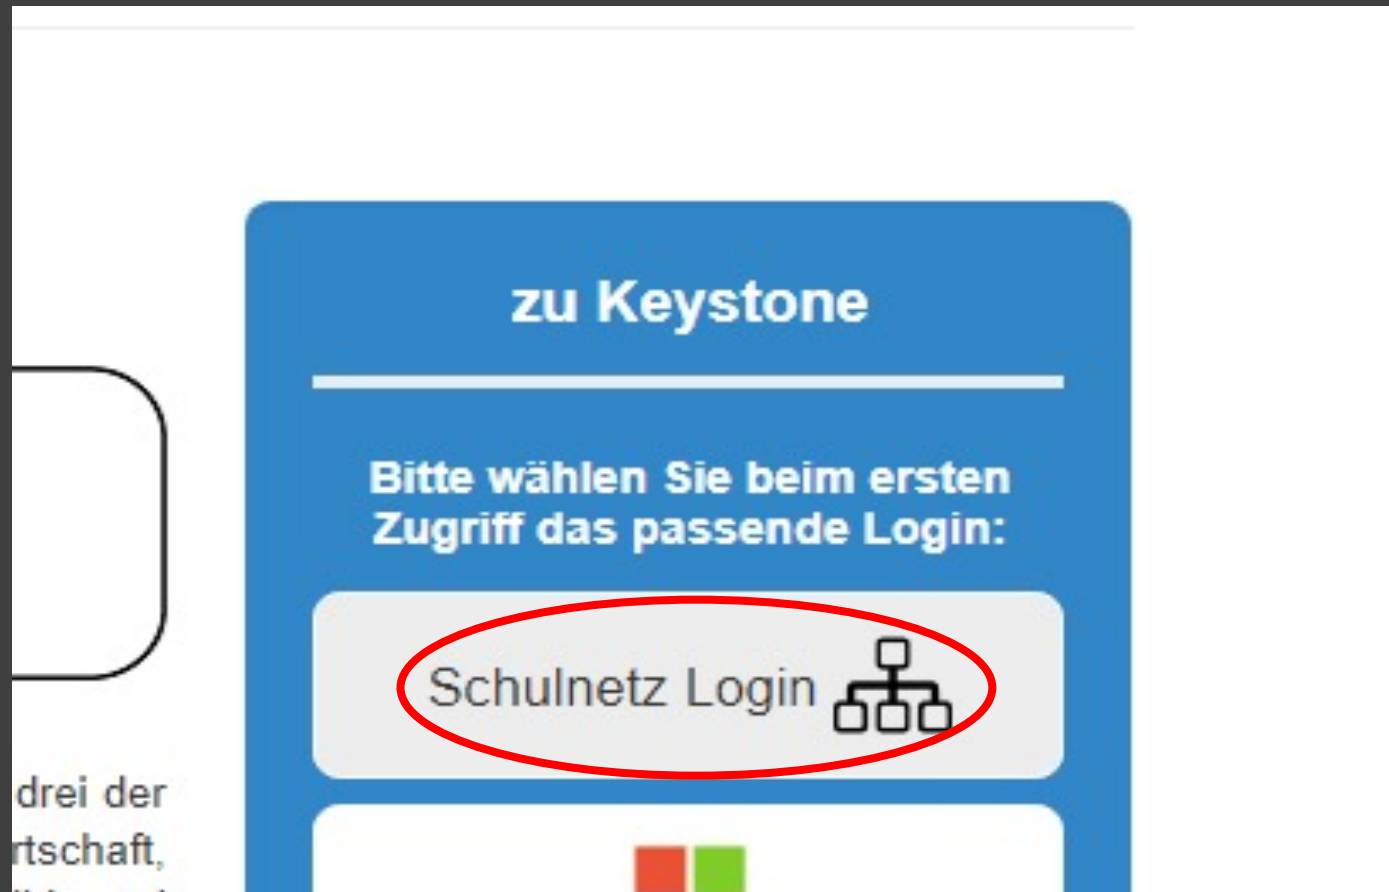 zu Keystone
Bitte wählen Sie beim ersten
Zugriff das passende Login:
Schulnetz Login
drei der
rtschaft,